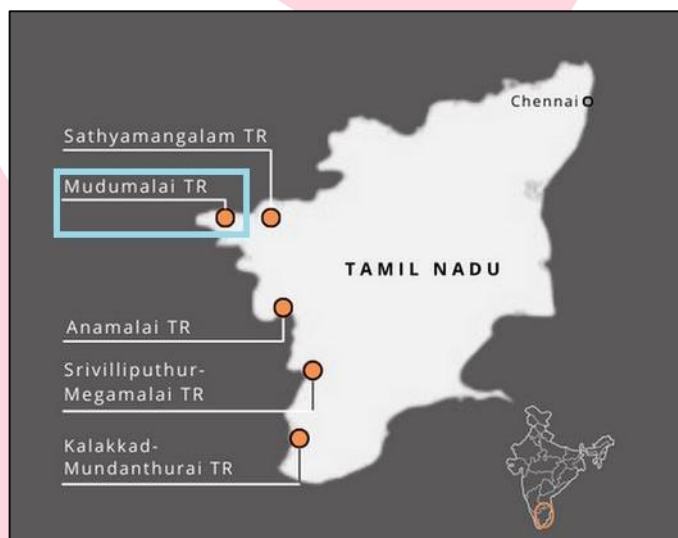 Chennai
Sathyamangalam TR
Mudumalai TR
TAMIL NADU
Anamalai TR
Srivilliputhur-
Megamalai TR
Kalakkad-
Mundanthurai TR